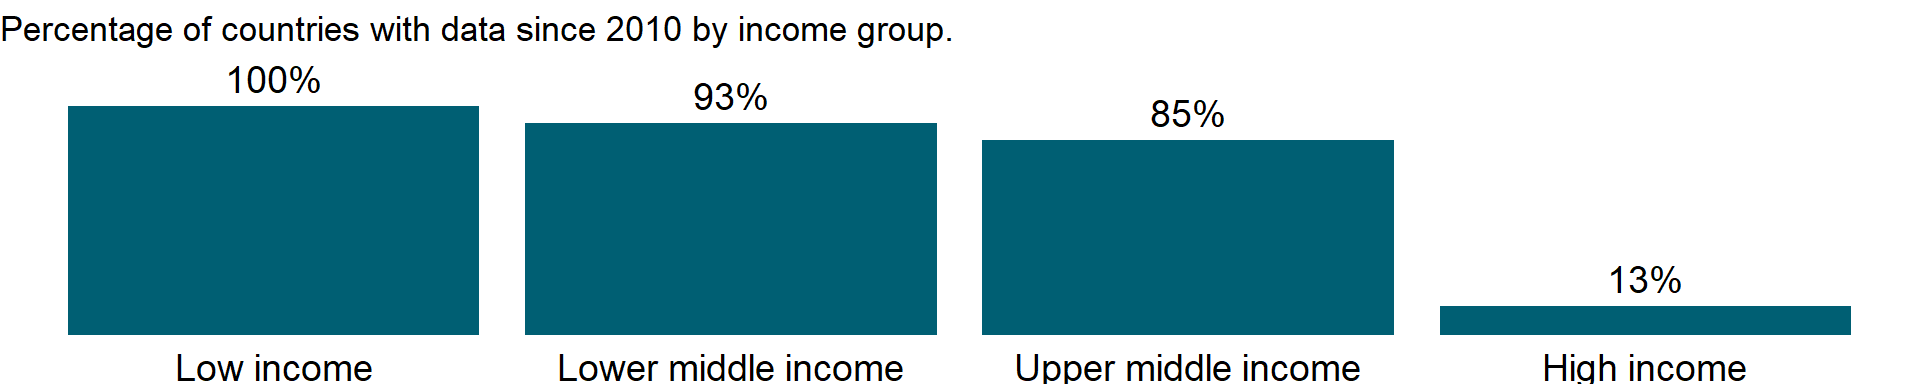 Percentage of countries with data since 2010 by income group.
100%
93%
85%
13%
Low income
Lower middle income
Upper middle income
High income